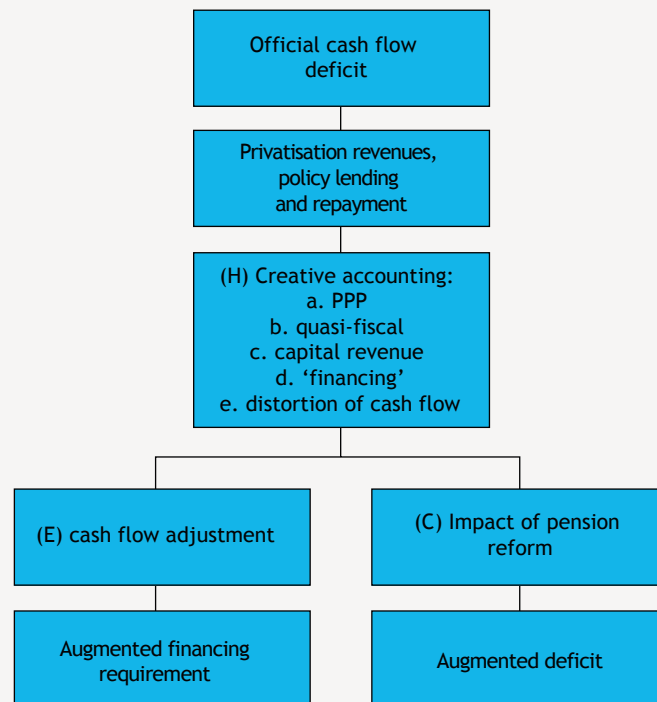 Official cash flow
deficit
Privatisation revenues,
policy lending
and repayment
(H) Creative accounting:
a. PPP
b. quasi-fiscal
c. capital revenue
d. ‘financing’
e. distortion of cash flow
(E) cash flow adjustment
(C) Impact of pension
reform
Augmented financing
requirement
Augmented deficit